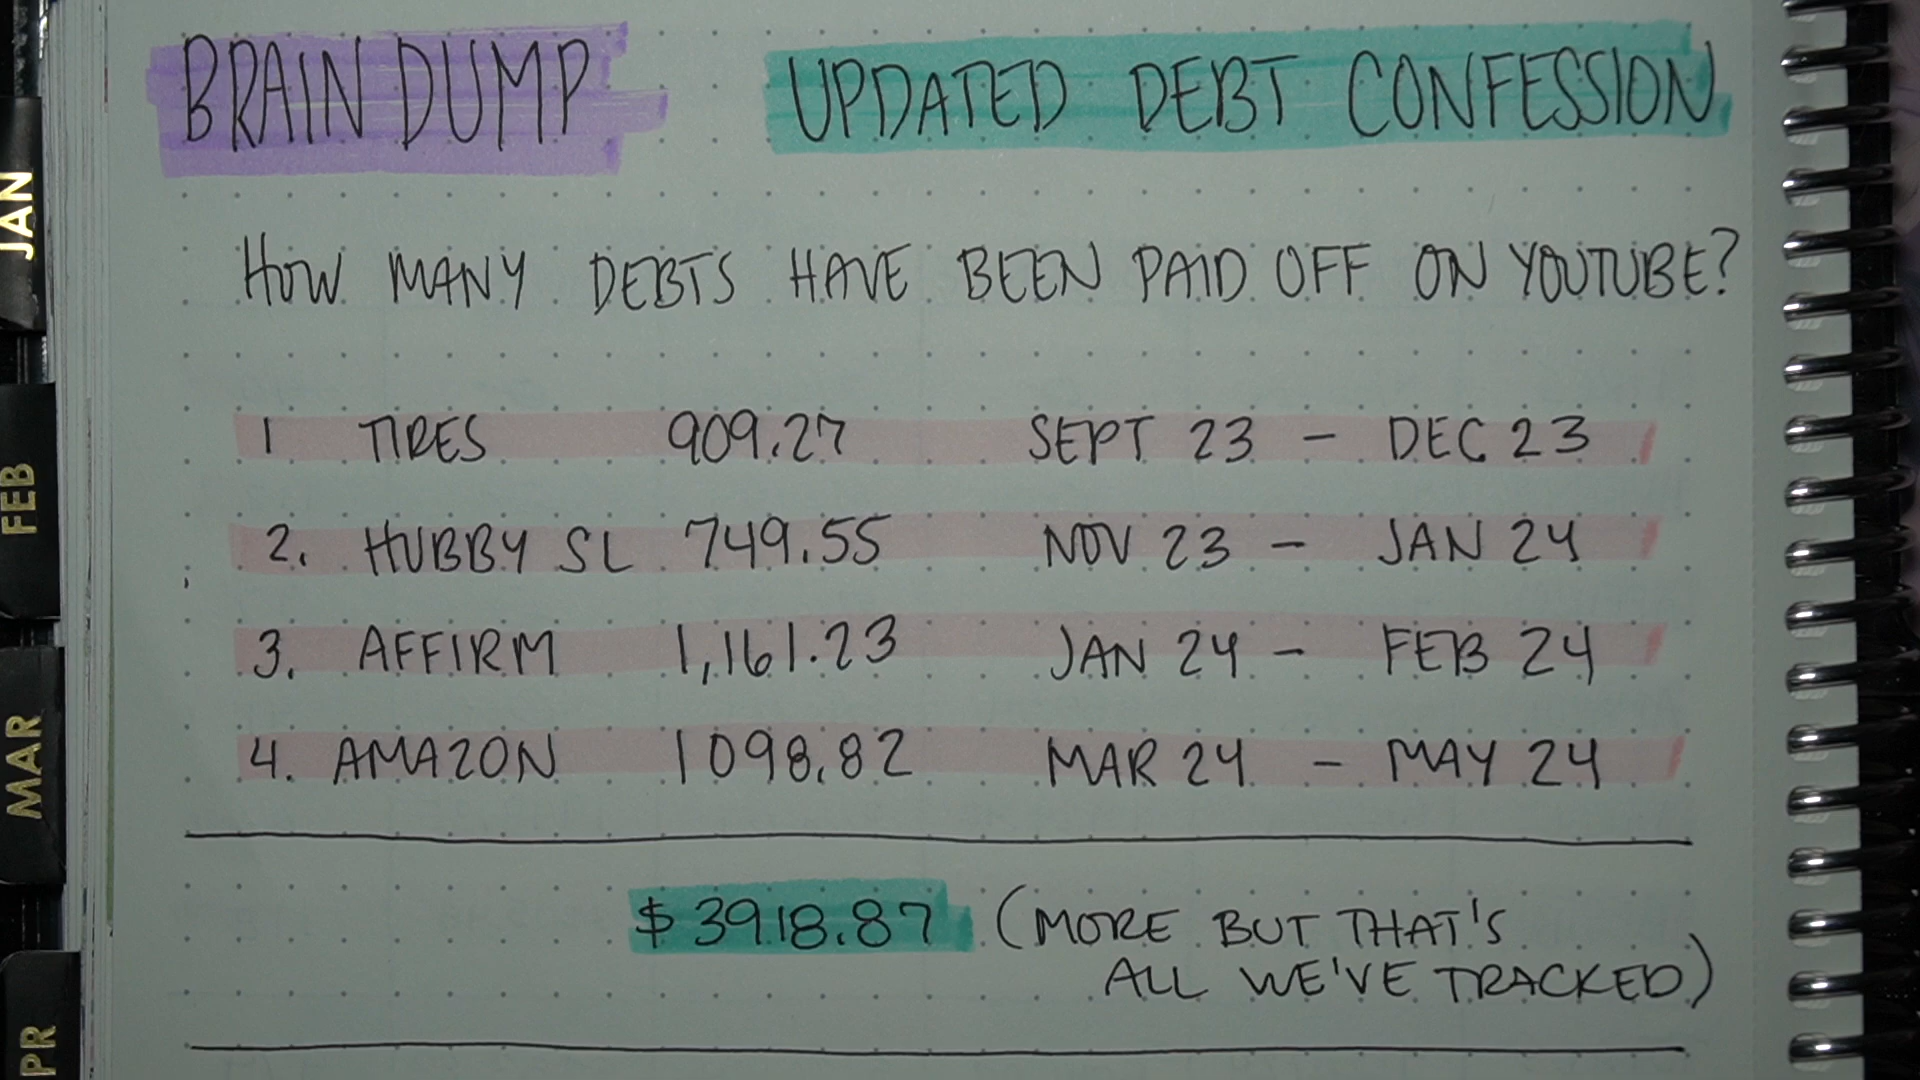 BRAIN DUMP UPDATED DEBT CONFESSION
HOW MANY DEBTS HAVE BEEN PAID OFF ON YOUTUBE?
1 TIRES 909.27 SEPT 23 - DEC 23
2. HUBBY SL 749.55 NOV 23 - JAN 24
3. AFFIRM 1,161.23 JAN 24 - FEB 24
4. AMAZON 1098.82 MAR 24 - MAY 24
$3918.87 (MORE BUT THAT'S
ALL WE'VE TRACKED)
JAN
FEB
MAR
PR